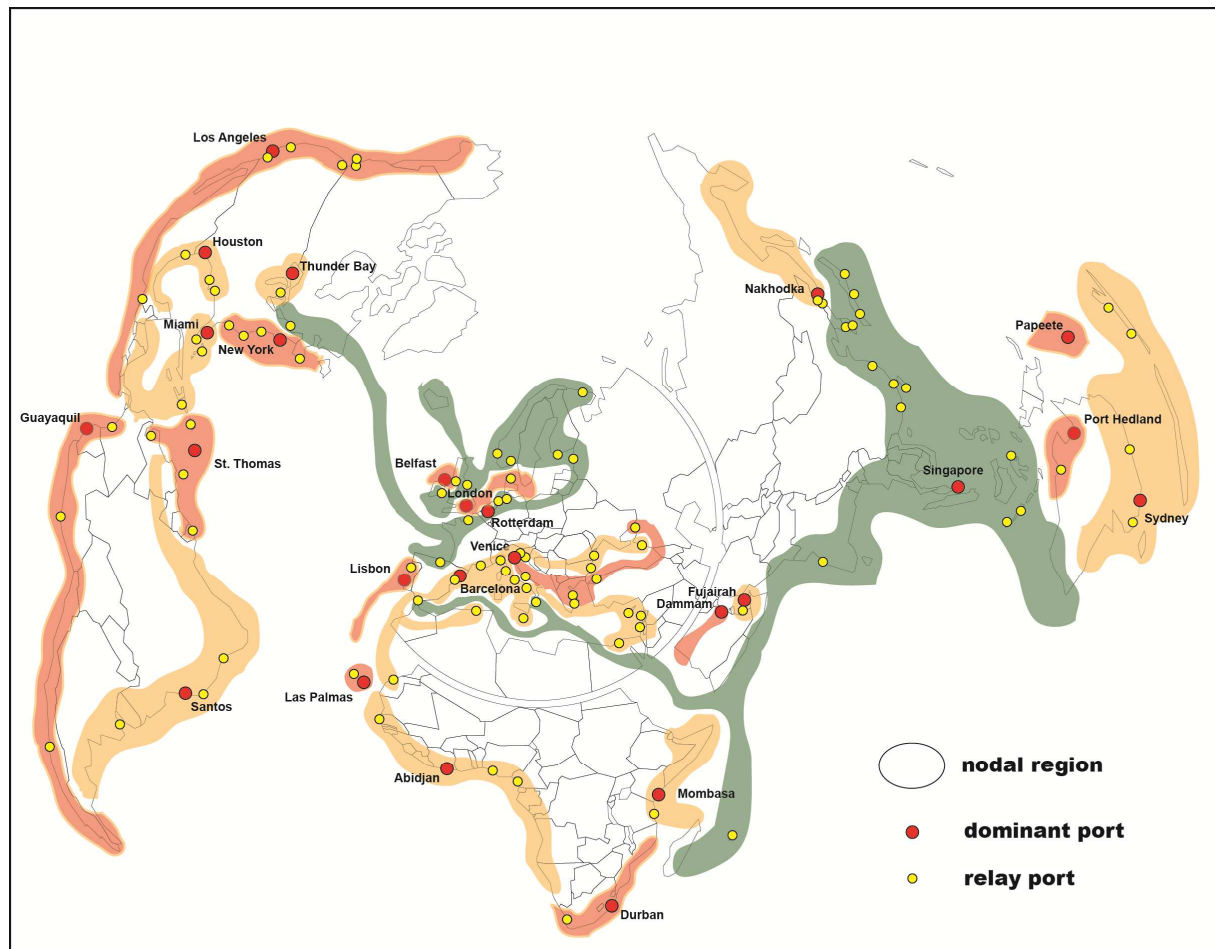 Los Angeles
Houston
Thunder Bay
Nakhodka
Miami
Papeete
New York
Guayaquil
Port Hedland
St. Thomas
Belfast
Singapore
London
Sydney
Rotterdam
Venice
Lisbon
Barcelona
Fujairah
Dammam
Las Palmas
Santos
Abidjan
Mombasa
Durban
nodal region
dominant port
relay port